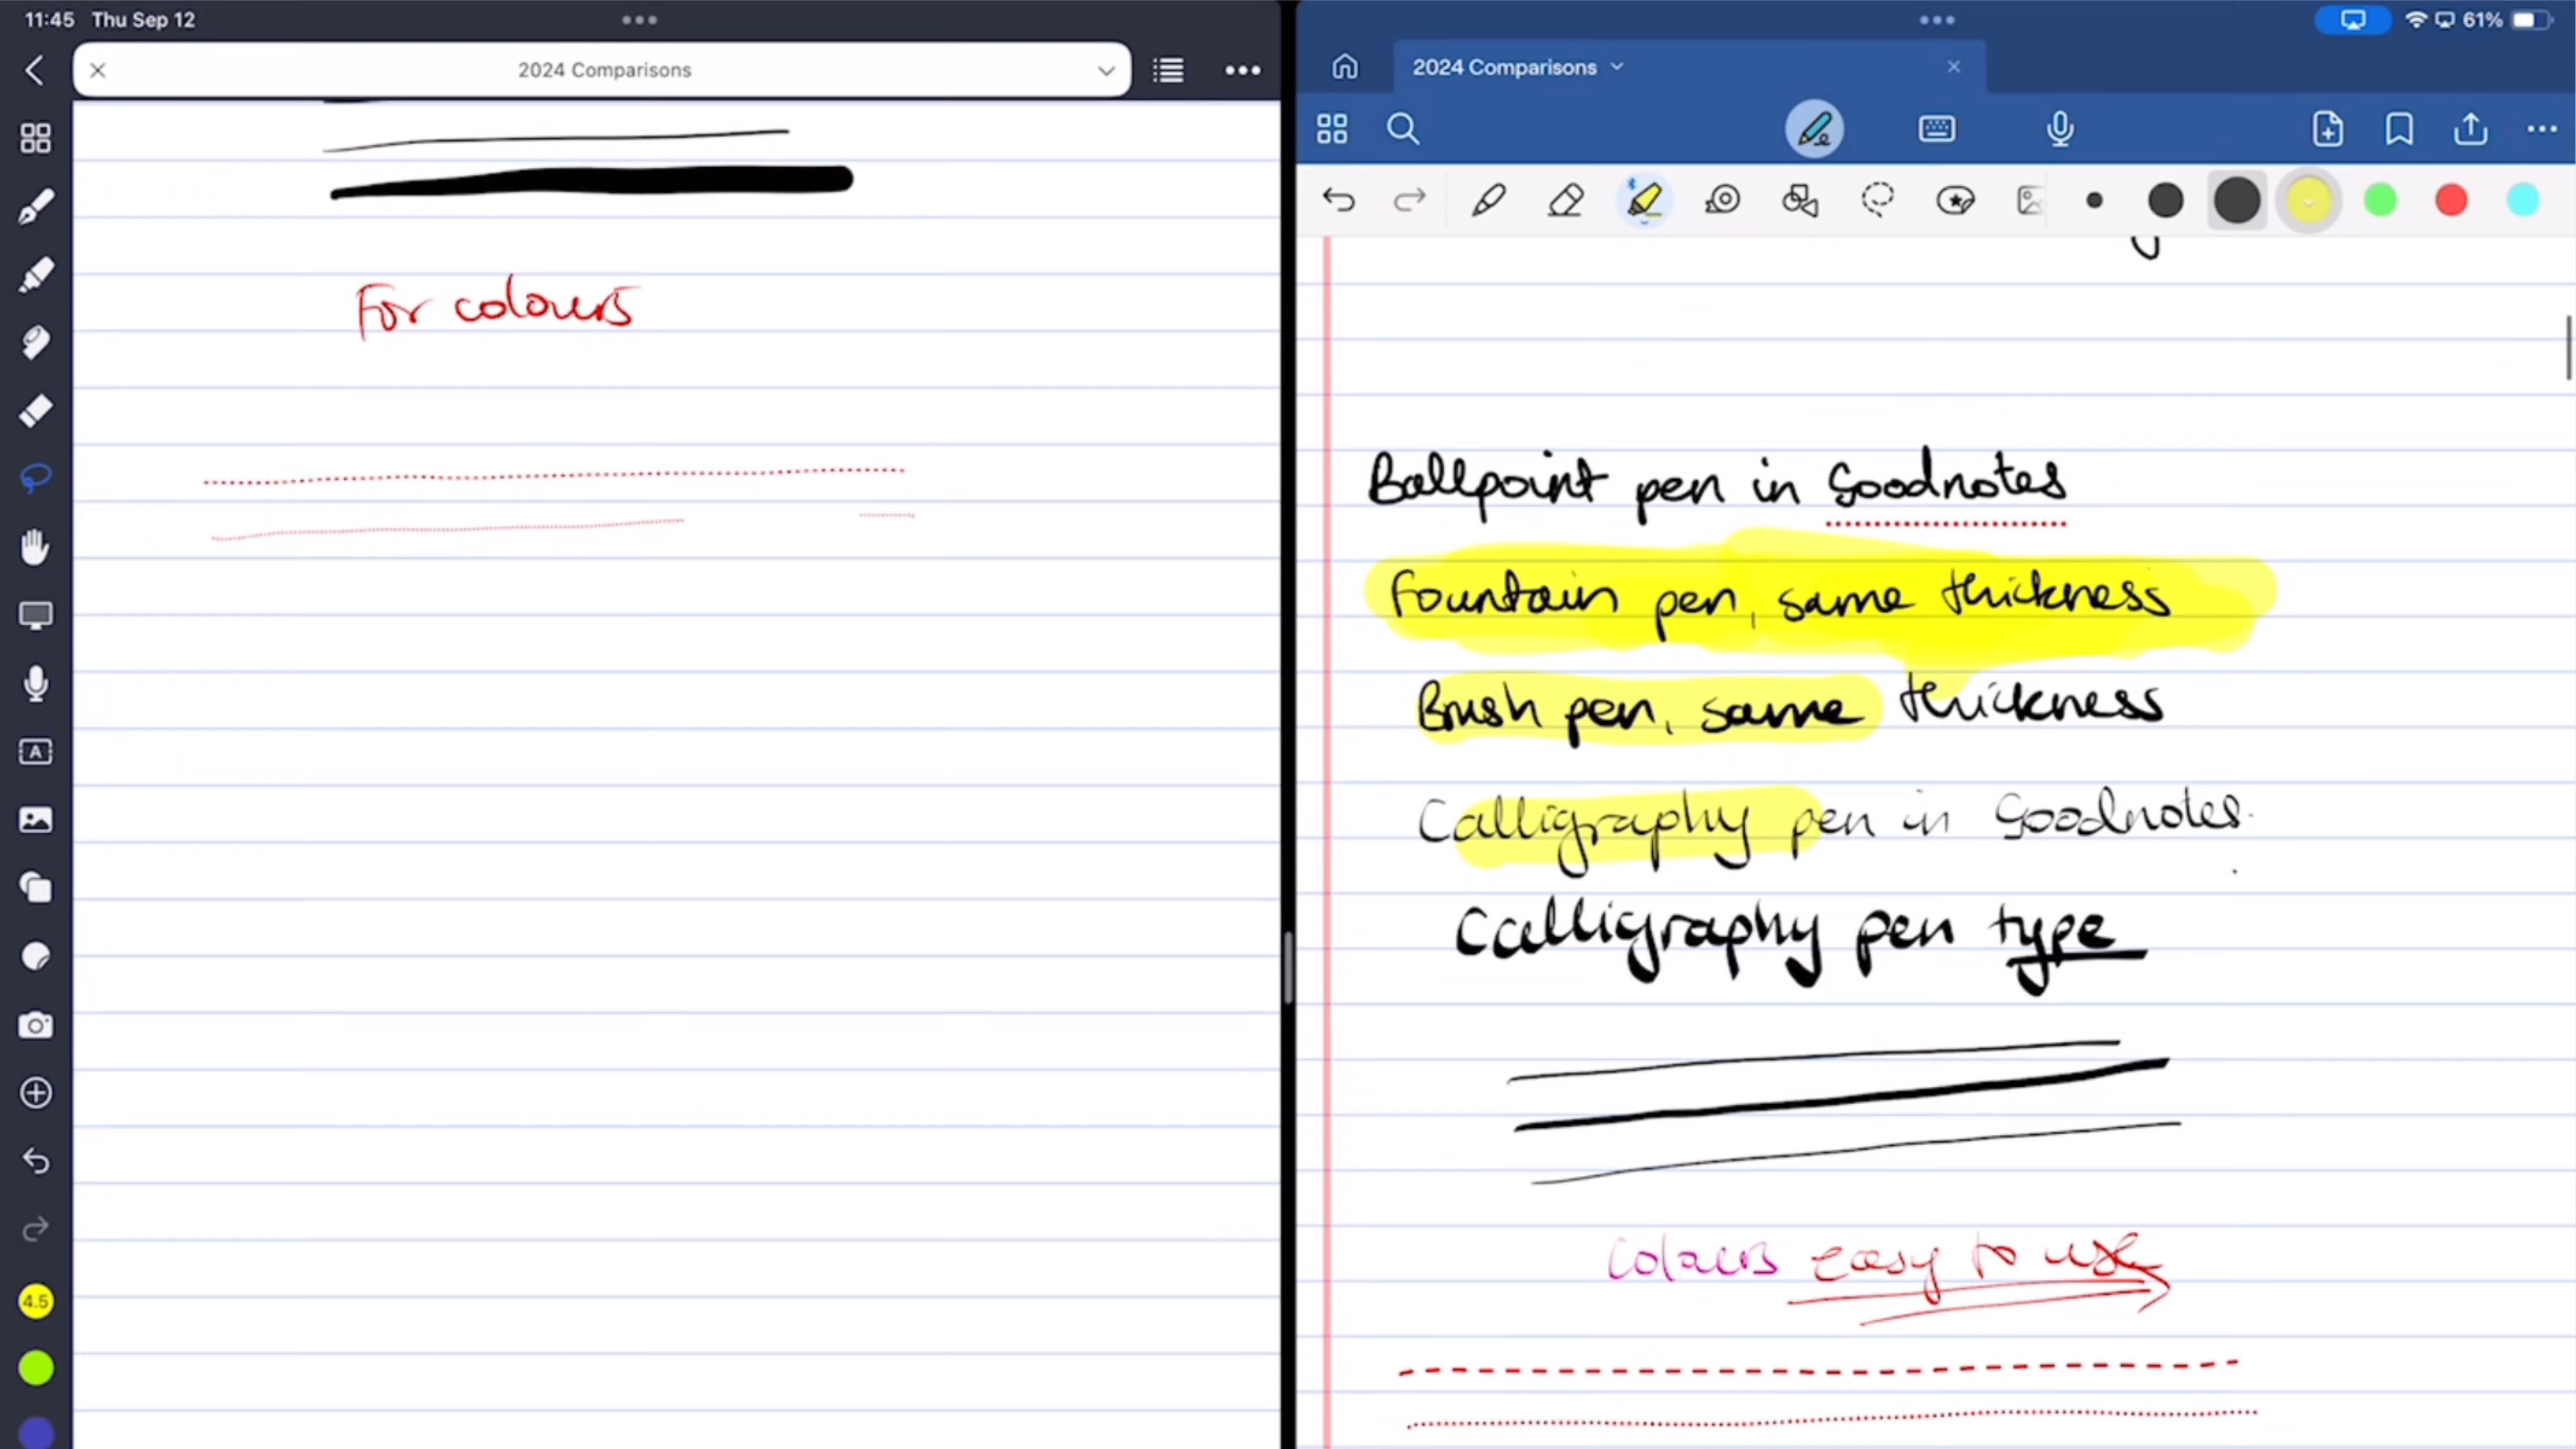 11:45 Thu Sep 12
2024 Comparisons
For colours
A
4.5
61%
2024 Comparisons
Ballpoint pen in Goodnotes
Fountain pen, same thickness
Brush pen, same thickness
Calligraphy pen in Goodnotes.
Calligraphy pen type
Colours easy to use